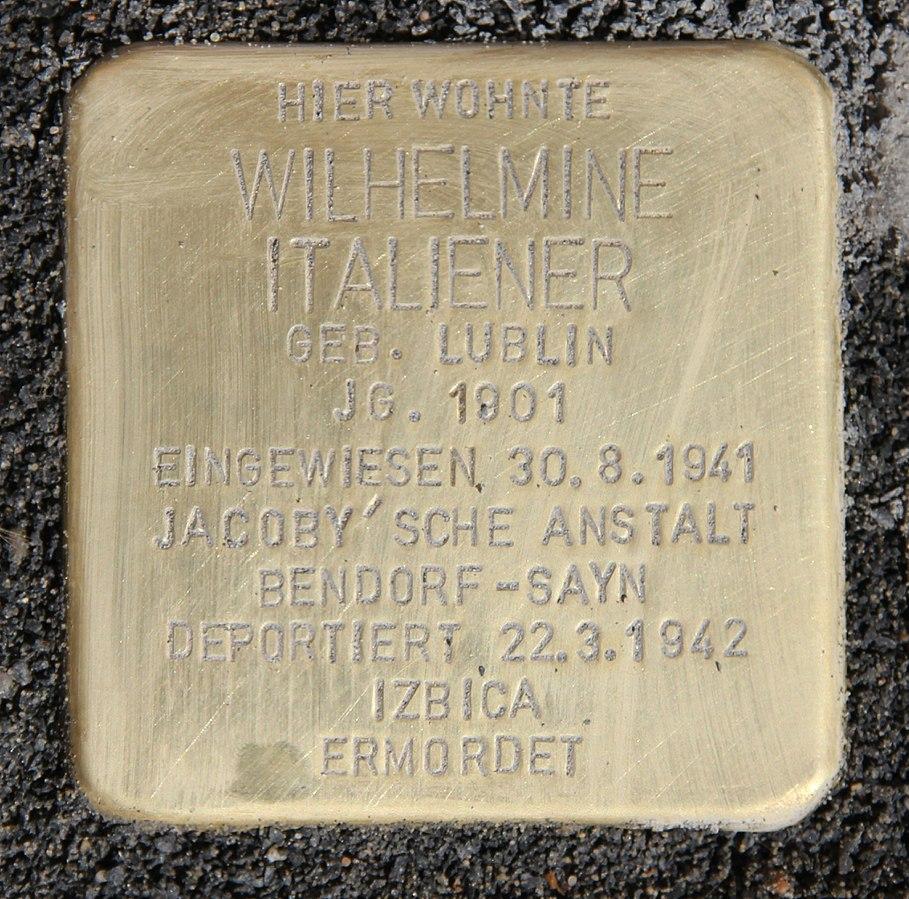 HIER WOHNTE
WILHELMINE
ITALIENER
GEB. LUBLIN
JG. 1901
EINGEWIESEN 30.8.1941
JACOBY´SCHE ANSTALT
BENDORF-SAYN
DEPORTIERT 22.3.1942
IZBICA
ERMORDET